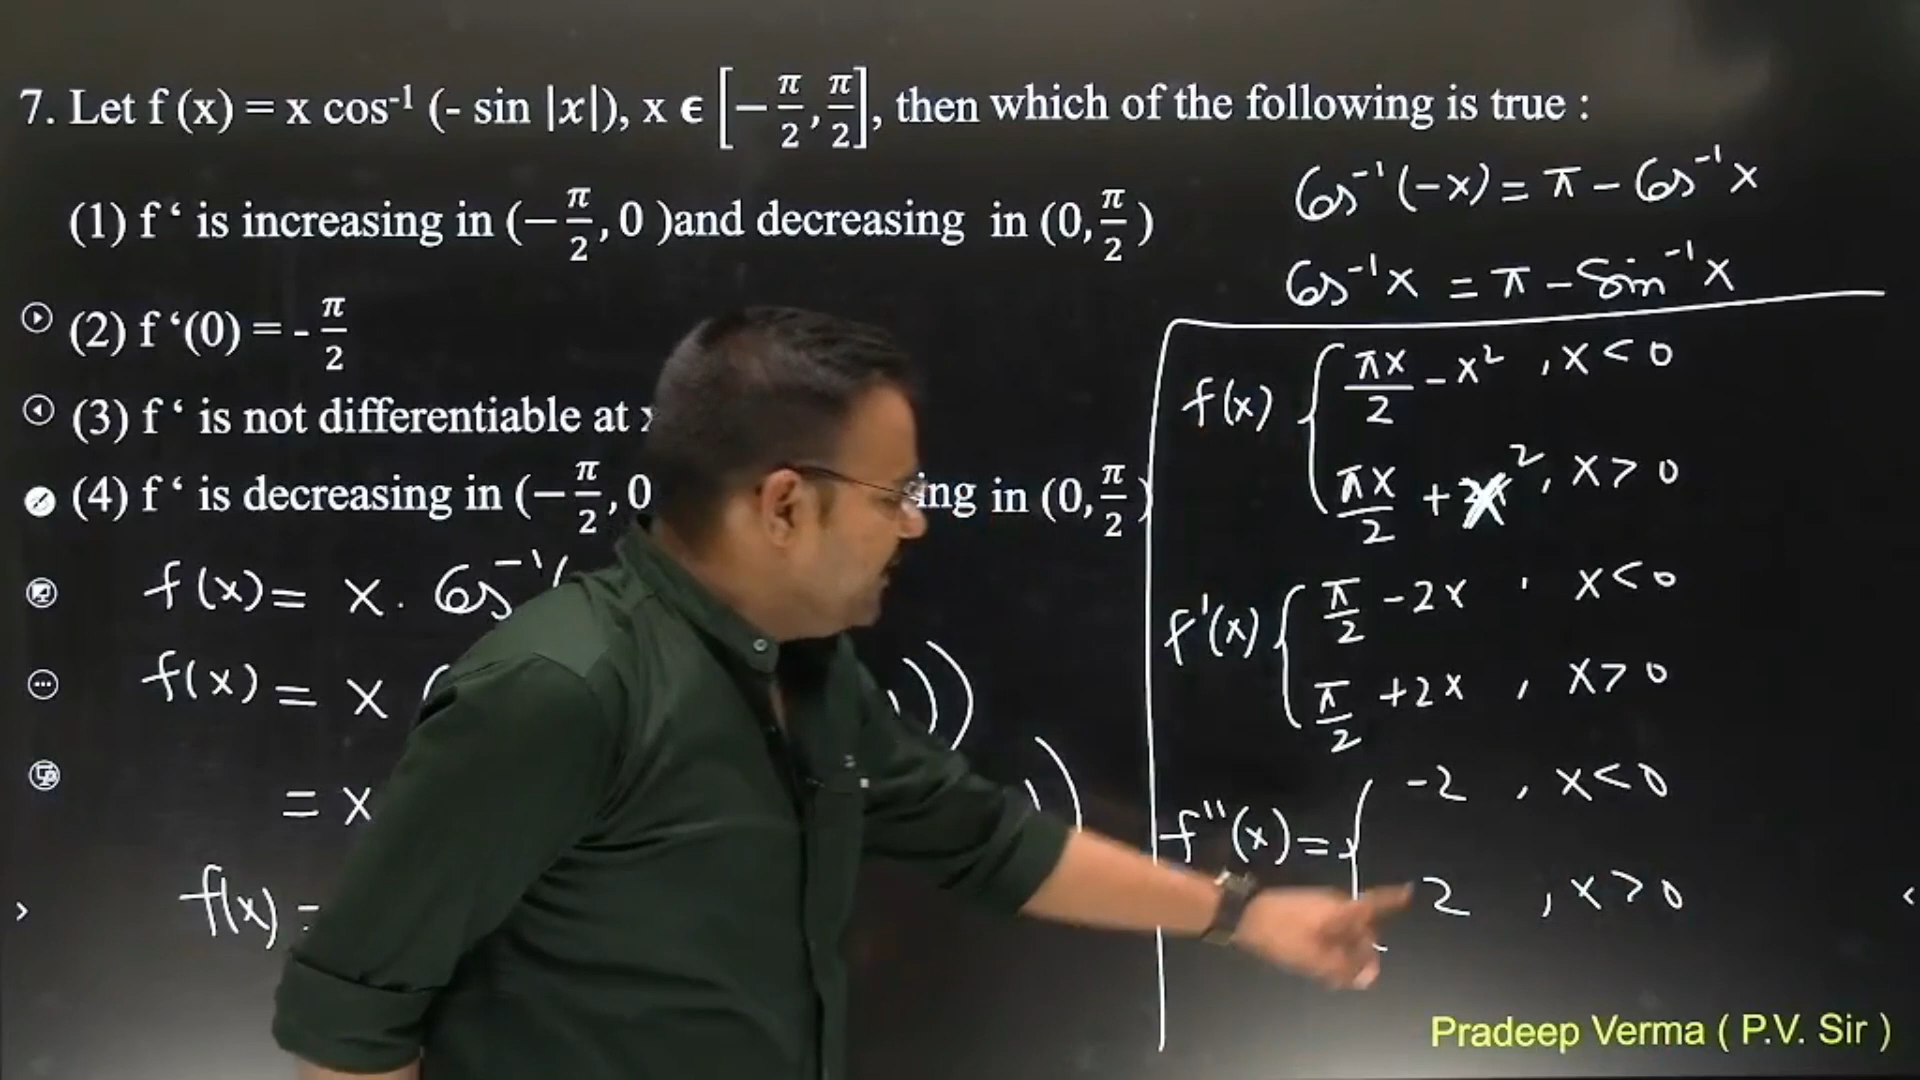 7. Let f (x) = x cos⁻¹ (- sin |x|), x ϵ [−π/2, π/2], then which of the following is true :
(1) f ‘ is increasing in (−π/2, 0 )and decreasing in (0, π/2 )
(2) f ‘(0) = - π/2
(3) f ‘ is not differentiable at
(4) f ‘ is decreasing in (−π/2, 0 ing in (0, π/2 )
f(x) = x . Cos⁻¹(
f(x) = x ( ))
= x ))
f(x) =
Cos⁻¹(-x) = π - Cos⁻¹x
Cos⁻¹x = π - Sin⁻¹x
f(x) { πx/2 - x² , x < 0
πx/2 + x² , x > 0
f'(x) { π/2 - 2x , x < 0
π/2 + 2x , x > 0
f''(x) = { -2 , x < 0
2 , x > 0
Pradeep Verma ( P.V. Sir )